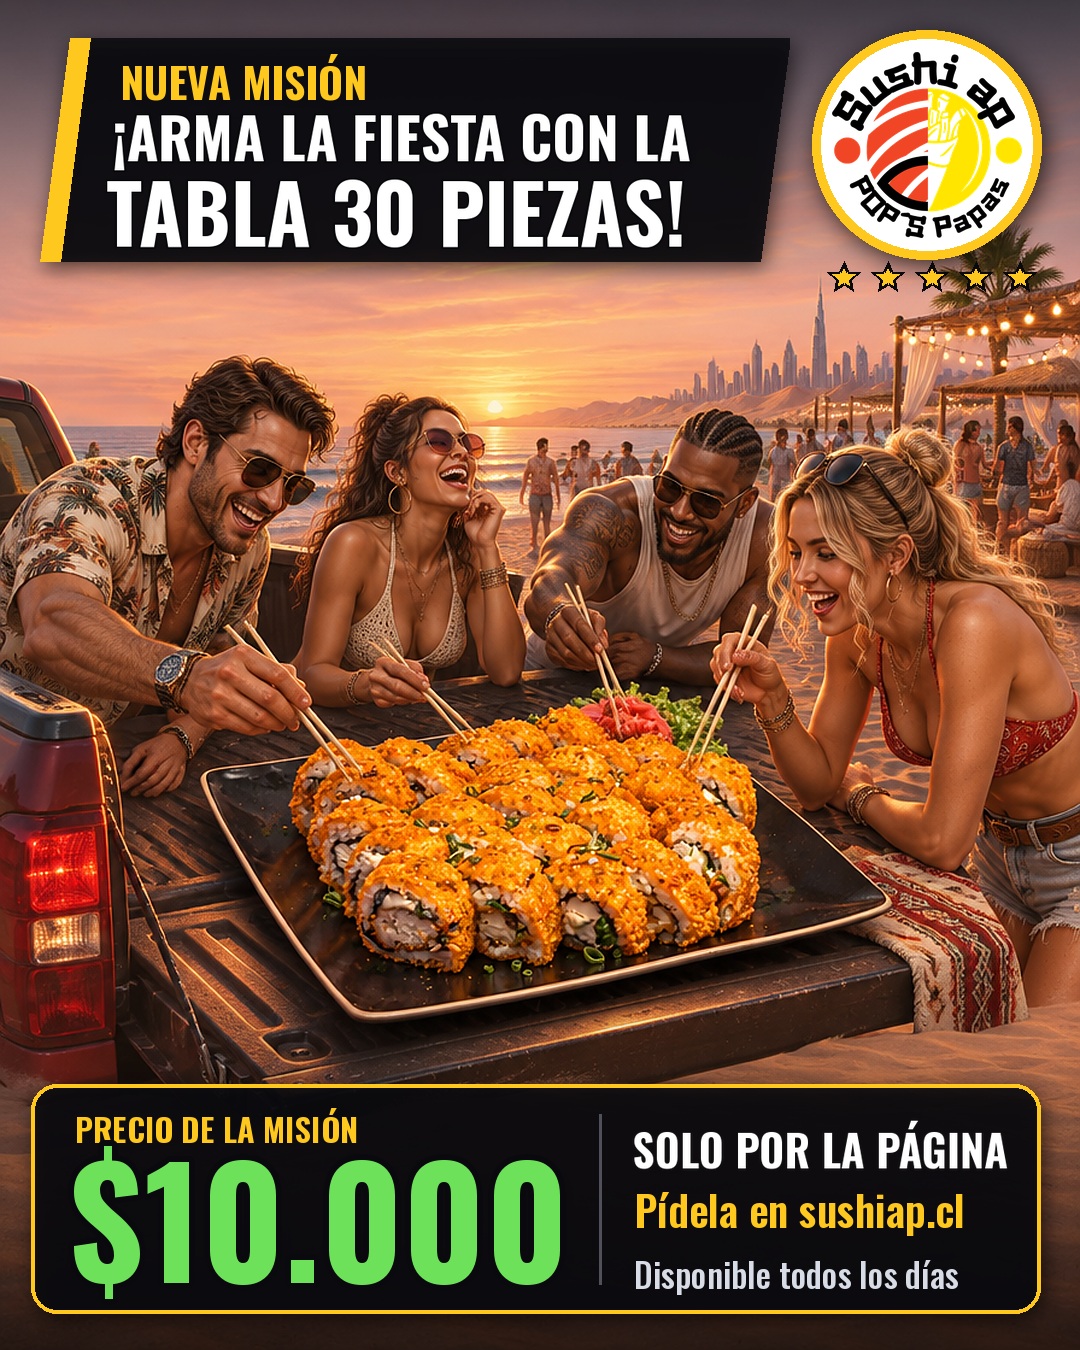 NUEVA MISIÓN
¡ARMA LA FIESTA CON LA
TABLA 30 PIEZAS!
Sushi ap
POP'S Papas
PRECIO DE LA MISIÓN
$10.000
SOLO POR LA PÁGINA
Pídela en sushiap.cl
Disponible todos los días